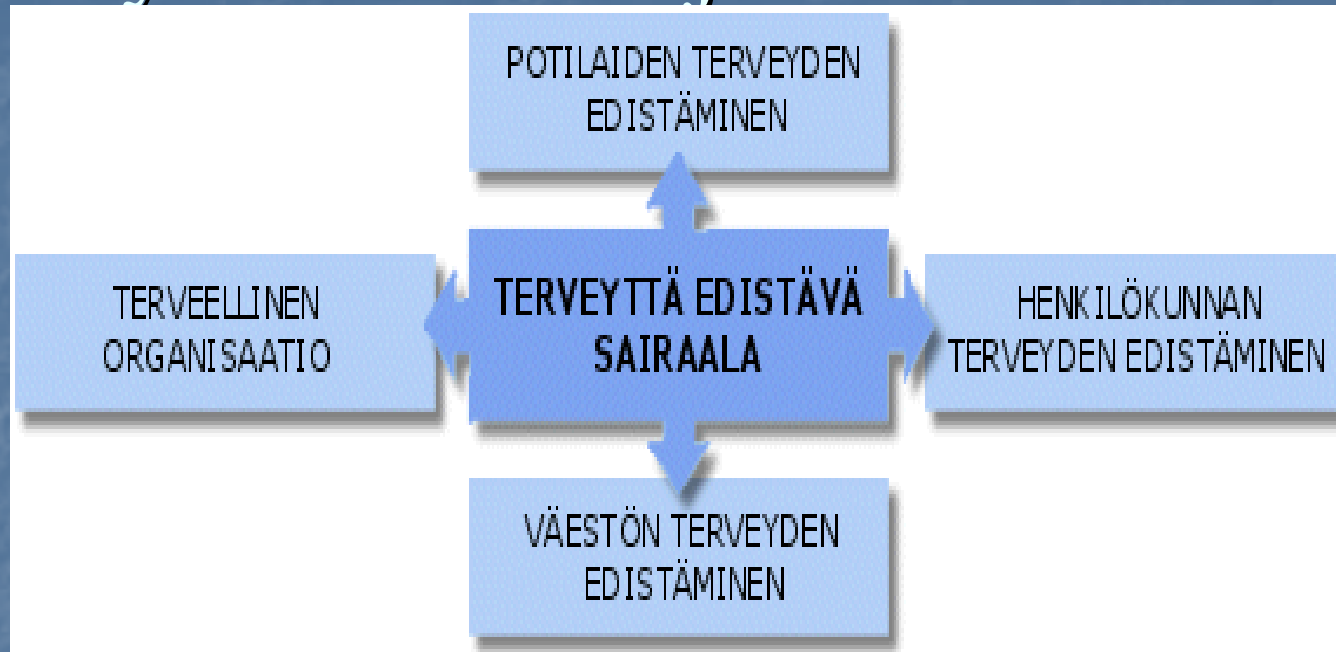 POTILAIDEN TERVEYDEN
EDISTÄMINEN
TERVEELLINEN
ORGANISAATIO
TERVEYTTÄ EDISTÄVÄ
SAIRAALA
HENKILÖKUNNAN
TERVEYDEN EDISTÄMINEN
VÄESTÖN TERVEYDEN
EDISTÄMINEN